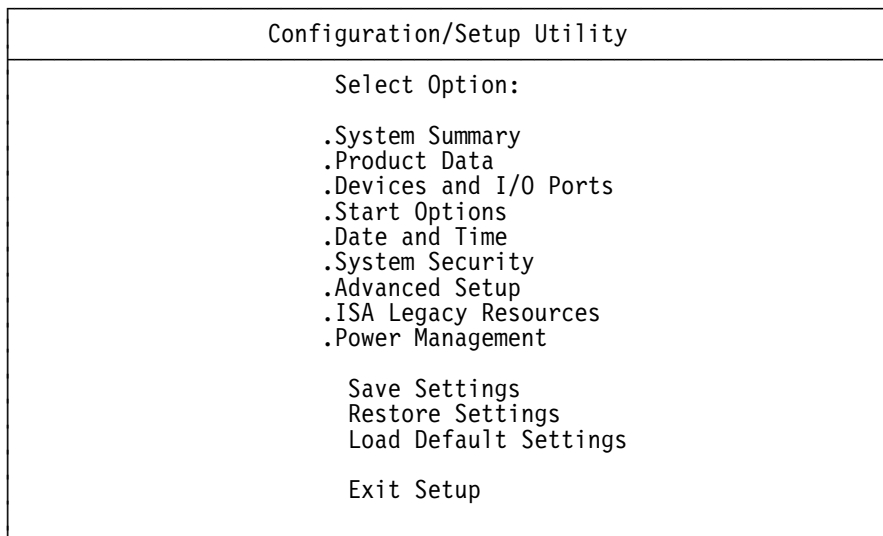 Configuration/Setup Utility
Select Option:
.System Summary
.Product Data
.Devices and I/O Ports
.Start Options
.Date and Time
.System Security
.Advanced Setup
.ISA Legacy Resources
.Power Management
Save Settings
Restore Settings
Load Default Settings
Exit Setup